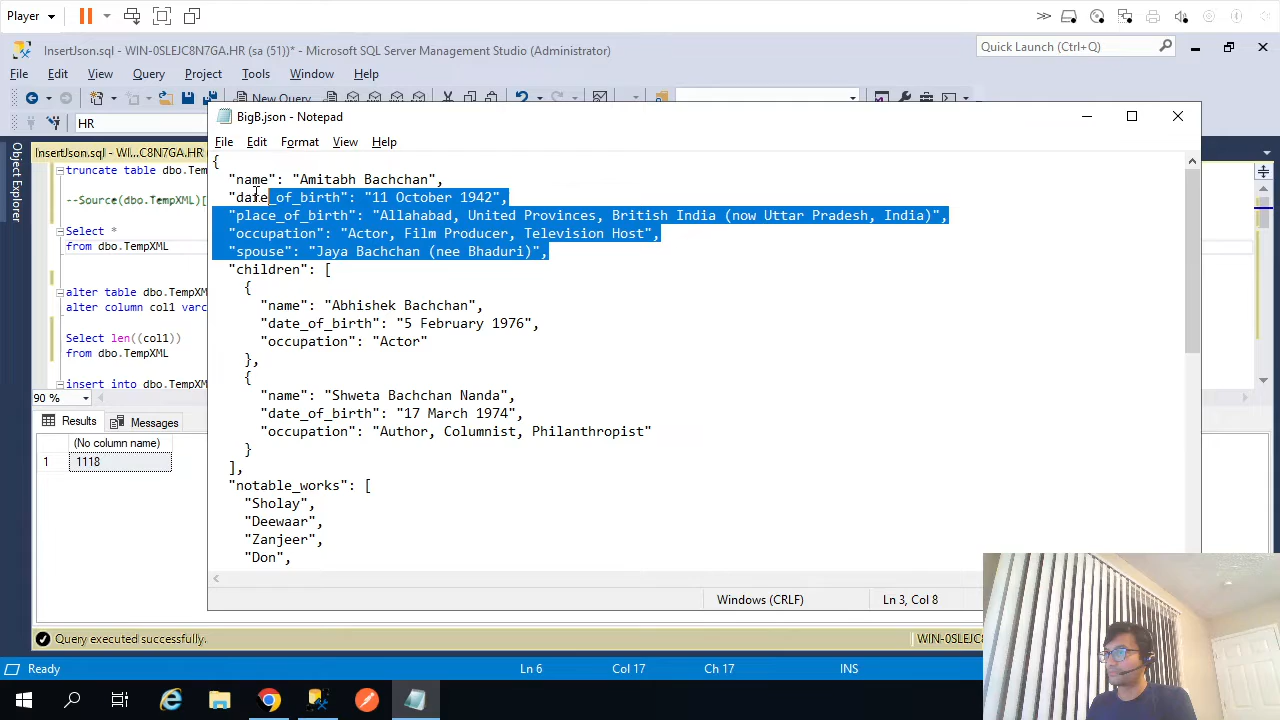 Player
InsertJson.sql - WIN-0SLEJC8N7GA.HR (sa (51))* - Microsoft SQL Server Management Studio (Administrator)
Quick Launch (Ctrl+Q)
File Edit View Query Project Tools Window Help
New Query
HR
BigB.json - Notepad
File Edit Format View Help
Object Explorer
InsertJson.sql - WI...C8N7GA.HR
truncate table dbo.Tem
--Source(dbo.TempXML)[
Select *
from dbo.TempXML
alter table dbo.TempXM
alter column col1 varc
Select len((col1))
from dbo.TempXML
insert into dbo.TempXM
90 %
Results Messages
(No column name)
1 1118
{
"name": "Amitabh Bachchan",
"date_of_birth": "11 October 1942",
"place_of_birth": "Allahabad, United Provinces, British India (now Uttar Pradesh, India)",
"occupation": "Actor, Film Producer, Television Host",
"spouse": "Jaya Bachchan (nee Bhaduri)",
"children": [
{
"name": "Abhishek Bachchan",
"date_of_birth": "5 February 1976",
"occupation": "Actor"
},
{
"name": "Shweta Bachchan Nanda",
"date_of_birth": "17 March 1974",
"occupation": "Author, Columnist, Philanthropist"
}
],
"notable_works": [
"Sholay",
"Deewaar",
"Zanjeer",
"Don",
Windows (CRLF) Ln 3, Col 8
Query executed successfully. WIN-0SLEJC8
Ready Ln 6 Col 17 Ch 17 INS